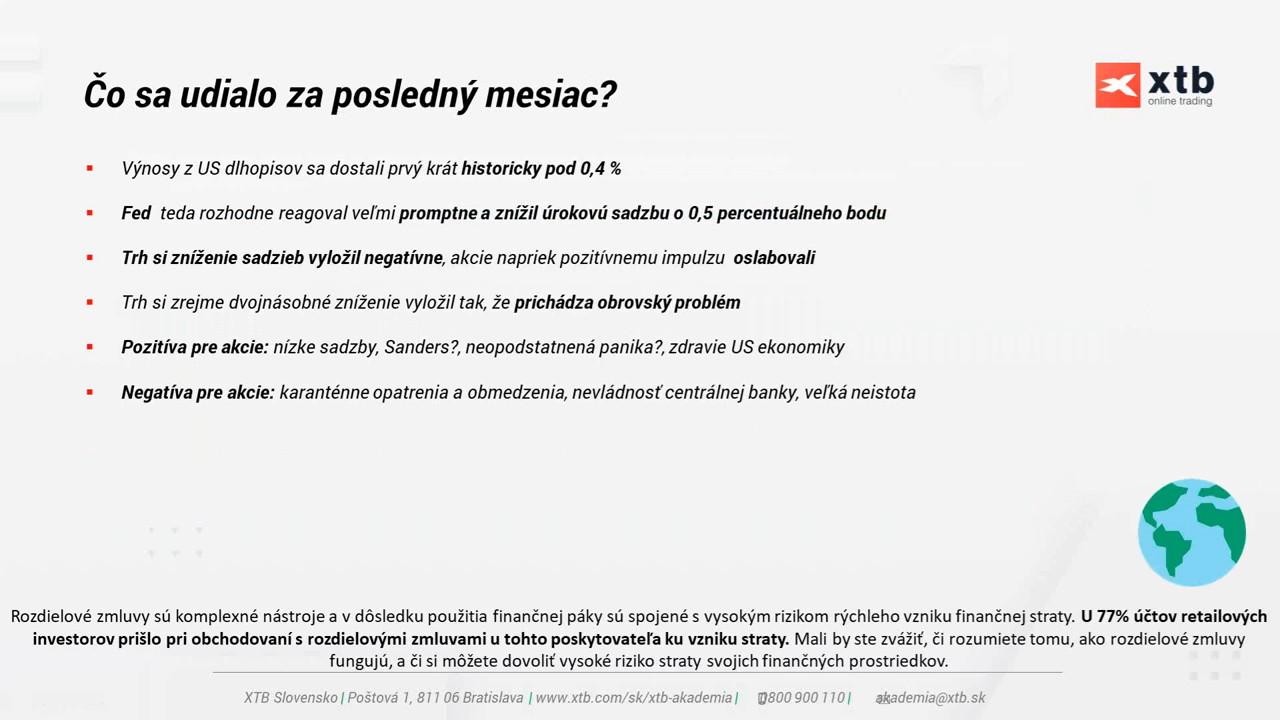 Čo sa udialo za posledný mesiac?
xtb
online trading
Výnosy z US dlhopisov sa dostali prvý krát historicky pod 0,4 %
Fed teda rozhodne reagoval veľmi promptne a znížil úrokovú sadzbu o 0,5 percentuálneho bodu
Trh si zníženie sadzieb vyložil negatívne, akcie napriek pozitívnemu impulzu oslabovali
Trh si zrejme dvojnásobné zníženie vyložil tak, že prichádza obrovský problém
Pozitíva pre akcie: nízke sadzby, Sanders?, neopodstatnená panika?, zdravie US ekonomiky
Negatíva pre akcie: karanténne opatrenia a obmedzenia, nevládnosť centrálnej banky, veľká neistota
Rozdielové zmluvy sú komplexné nástroje a v dôsledku použitia finančnej páky sú spojené s vysokým rizikom rýchleho vzniku finančnej straty. U 77% účtov retailových
investorov prišlo pri obchodovaní s rozdielovými zmluvami u tohto poskytovateľa ku vzniku straty. Mali by ste zvážiť, či rozumiete tomu, ako rozdielové zmluvy
fungujú, a či si môžete dovoliť vysoké riziko straty svojich finančných prostriedkov.
XTB Slovensko | Poštová 1, 811 06 Bratislava | www.xtb.com/sk/xtb-akademia | 0800 900 110 | akademia@xtb.sk